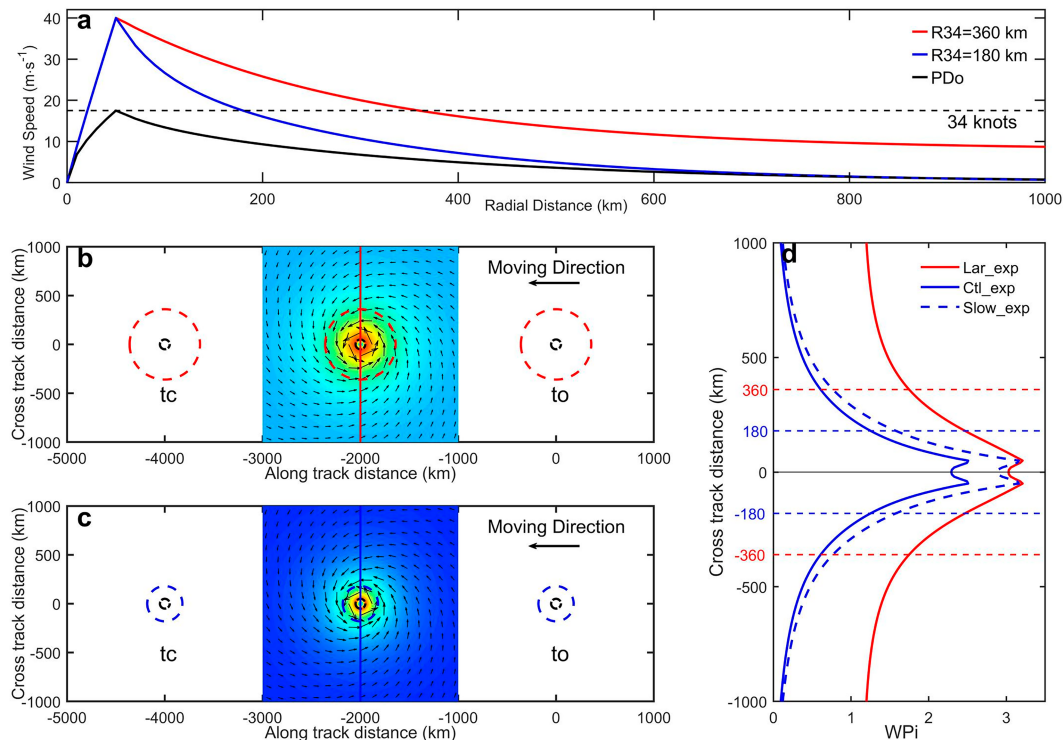 a
40
30
20
10
0
Wind Speed (m·s⁻¹)
R34=360 km
R34=180 km
PDo
34 knots
0
200
400
600
800
1000
Radial Distance (km)
b
1000
500
0
-500
-1000
Cross track distance (km)
Moving Direction
tc
to
-5000
-4000
-3000
-2000
-1000
0
1000
Along track distance (km)
c
1000
500
0
-500
-1000
Cross track distance (km)
Moving Direction
tc
to
-5000
-4000
-3000
-2000
-1000
0
1000
Along track distance (km)
d
1000
500
360
180
0
-180
-360
-500
-1000
Cross track distance (km)
Lar_exp
Ctl_exp
Slow_exp
0
1
2
3
WPi